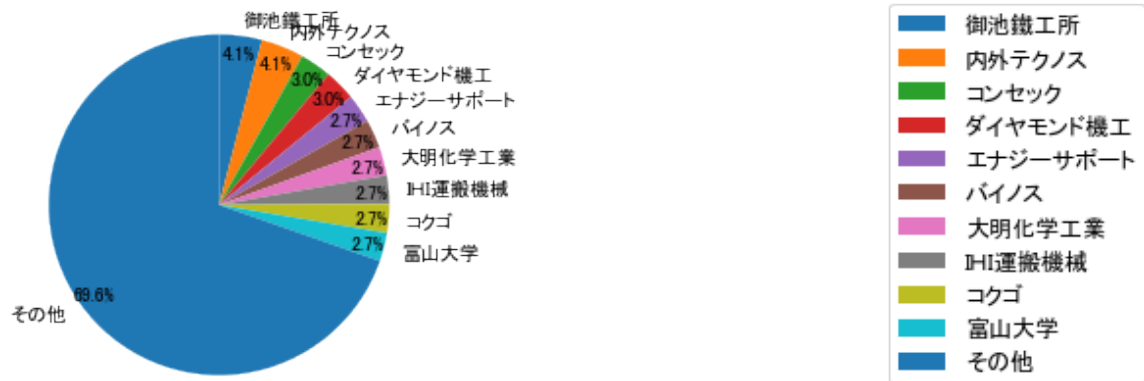 御池鐵工所
4.1%
内外テクノス
4.1%
コンセック
3.0%
ダイヤモンド機工
3.0%
エナジーサポート
2.7%
バイノス
2.7%
大明化学工業
2.7%
IHI運搬機械
2.7%
コクゴ
2.7%
富山大学
2.7%
その他
69.6%
御池鐵工所
内外テクノス
コンセック
ダイヤモンド機工
エナジーサポート
バイノス
大明化学工業
IHI運搬機械
コクゴ
富山大学
その他